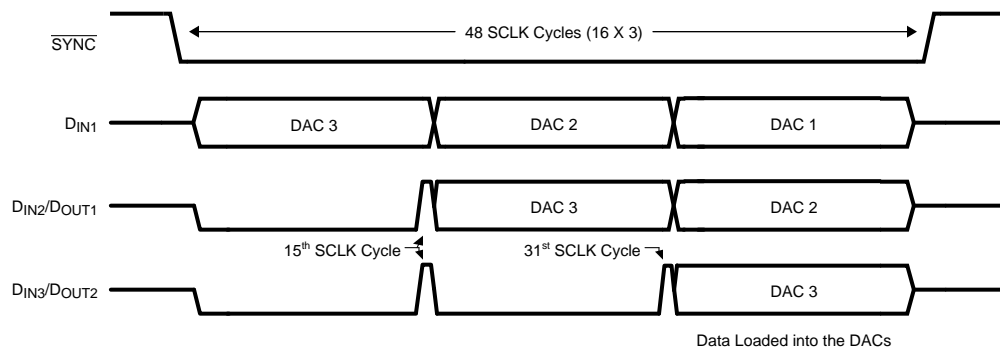 48 SCLK Cycles (16 X 3)
SYNC
DIN1
DAC 3
DAC 2
DAC 1
DIN2/DOUT1
DAC 3
DAC 2
15th SCLK Cycle
31st SCLK Cycle
DIN3/DOUT2
DAC 3
Data Loaded into the DACs